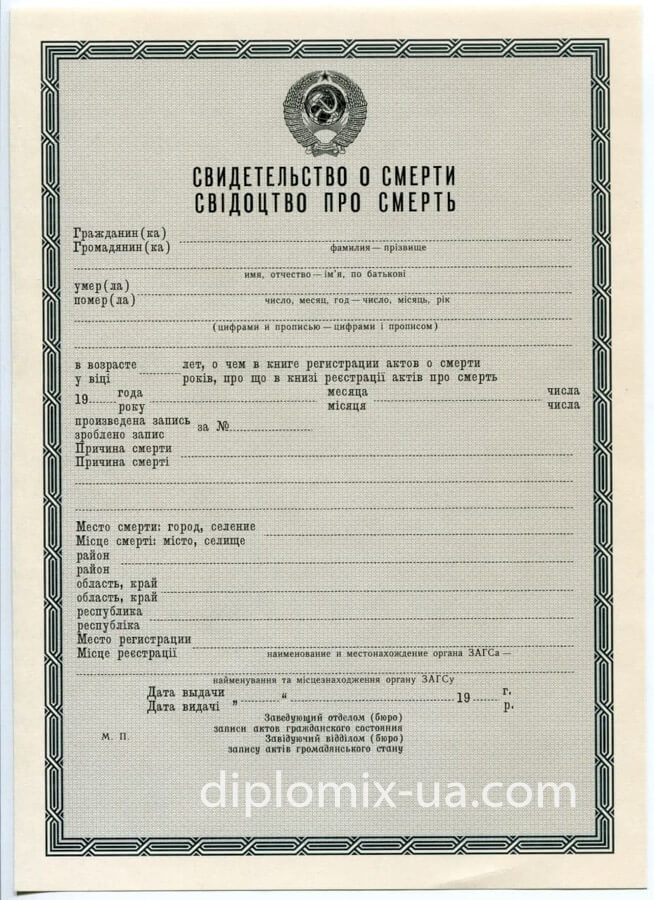 СВИДЕТЕЛЬСТВО О СМЕРТИ
СВІДОЦТВО ПРО СМЕРТЬ
Гражданин (ка)
Громадянин (ка)
фамилия — прізвище
имя, отчество — ім'я, по батькові
умер (ла)
помер (ла)
число, месяц, год — число, місяць, рік
(цифрами и прописью — цифрами і прописом)
в возрасте лет, о чем в книге регистрации актов о смерти
у віці років, про що в книзі реєстрації актів про смерть
19 года месяца числа
року місяця числа
произведена запись
зроблено запис за №
Причина смерти
Причина смерті
Место смерти: город, селение
Місце смерті: місто, селище
район
район
область, край
область, край
республика
республіка
Место регистрации
Місце реєстрації
наименование и местонахождение органа ЗАГСа —
найменування та місцезнаходження органу ЗАГСу
Дата выдачи „ “ 19 г.
Дата видачі р.
Заведующий отделом (бюро)
записи актов гражданского состояния
Завідуючий відділом (бюро)
запису актів громадянського стану
М. П.
diplomix-ua.com